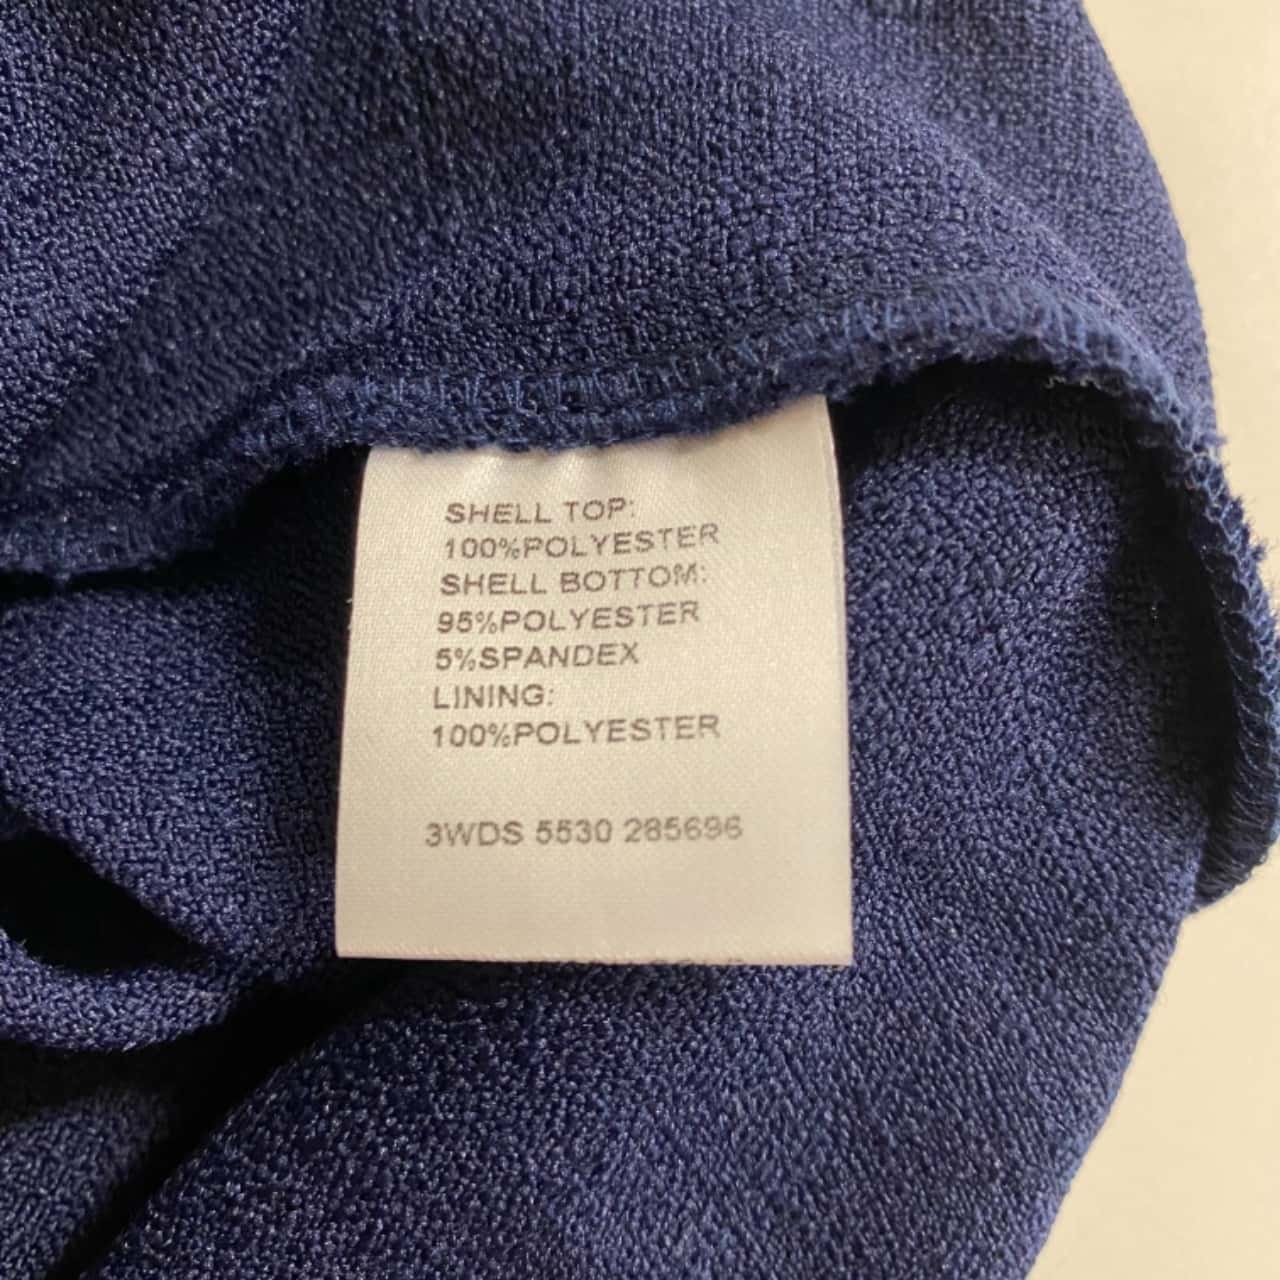 SHELL TOP:
100%POLYESTER
SHELL BOTTOM:
95%POLYESTER
5%SPANDEX
LINING:
100%POLYESTER
3WDS 5530 285696